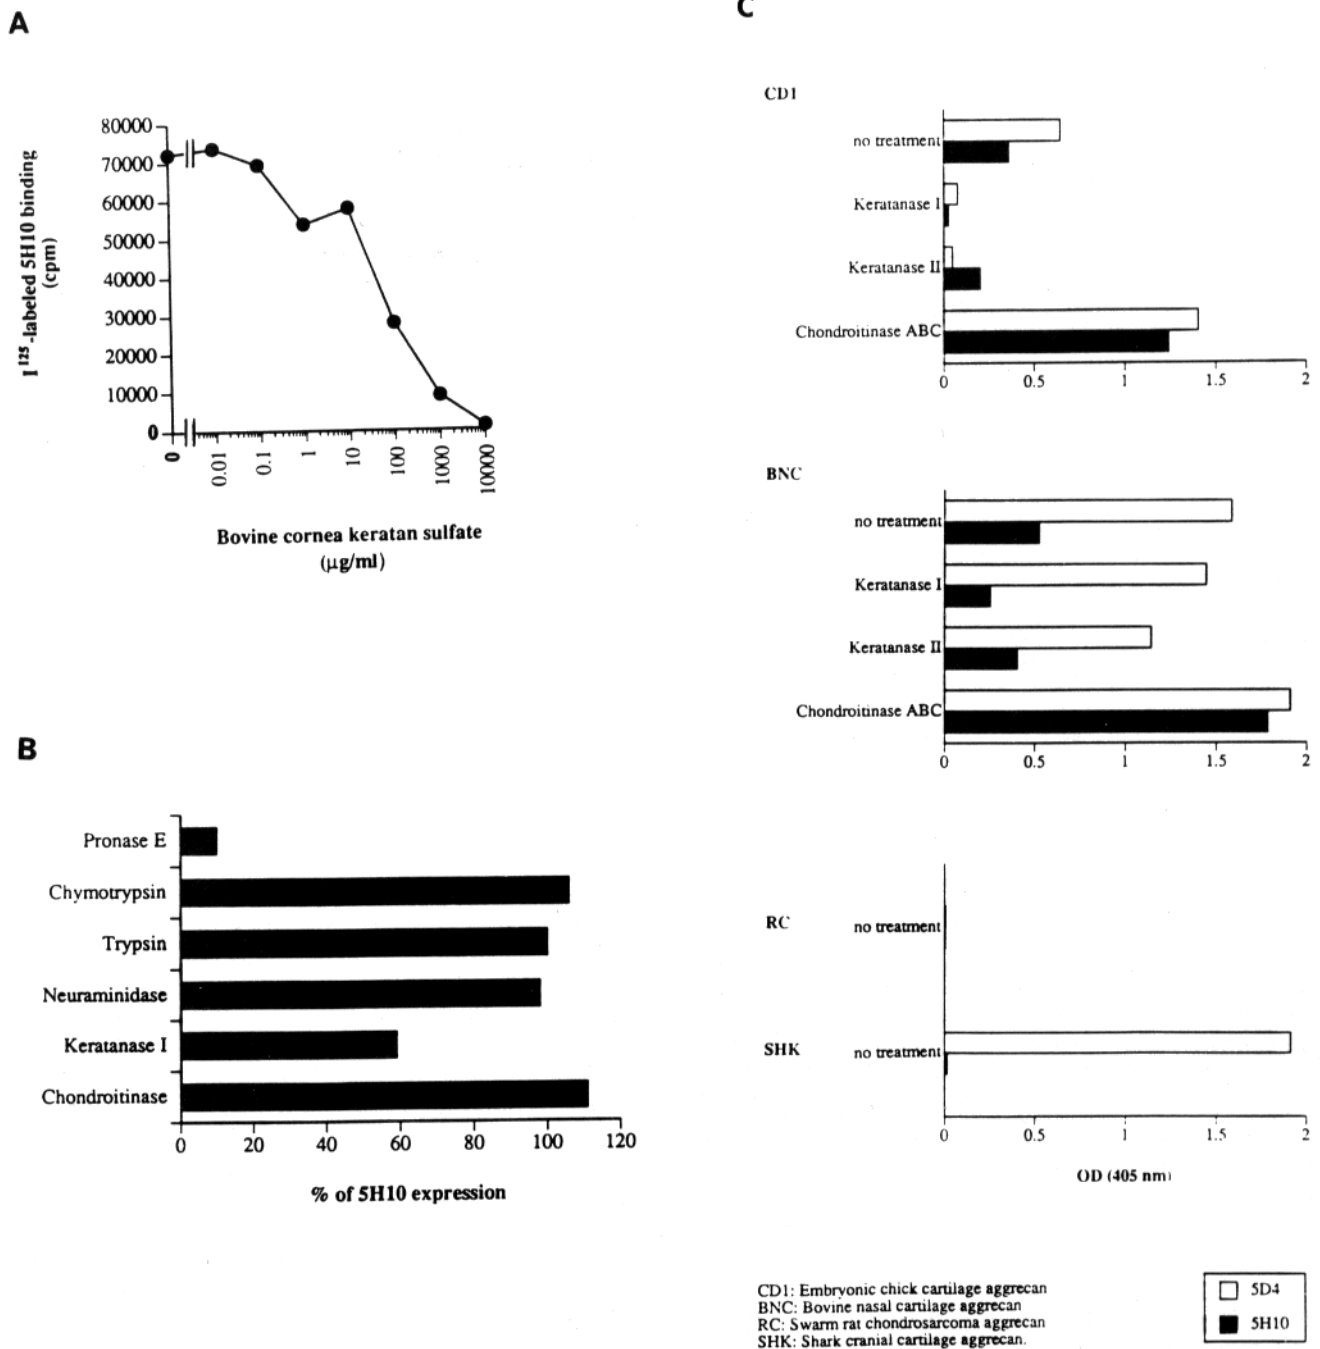 A
80000
70000
60000
50000
40000
30000
20000
10000
0
I125-labeled 5H10 binding
(cpm)
0
0.01
0.1
1
10
100
1000
10000
Bovine cornea keratan sulfate
(µg/ml)
B
Pronase E
Chymotrypsin
Trypsin
Neuraminidase
Keratanase I
Chondroitinase
0 20 40 60 80 100 120
% of 5H10 expression
C
CD1
no treatment
Keratanase I
Keratanase II
Chondroitinase ABC
0 0.5 1 1.5 2
BNC
no treatment
Keratanase I
Keratanase II
Chondroitinase ABC
0 0.5 1 1.5 2
RC no treatment
SHK no treatment
0 0.5 1 1.5 2
OD (405 nm)
CD1: Embryonic chick cartilage aggrecan
BNC: Bovine nasal cartilage aggrecan
RC: Swarm rat chondrosarcoma aggrecan
SHK: Shark cranial cartilage aggrecan.
5D4
5H10